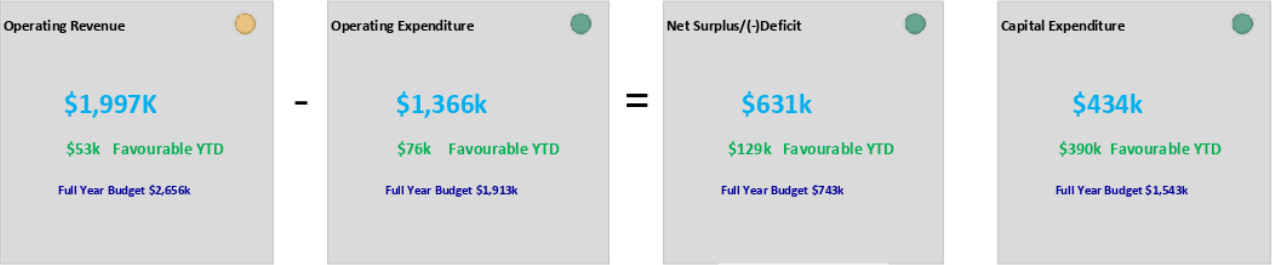 Operating Revenue
$1,997K
$53k Favourable YTD
Full Year Budget $2,656k
-
Operating Expenditure
$1,366k
$76k Favourable YTD
Full Year Budget $1,913k
=
Net Surplus/(-)Deficit
$631k
$129k Favourable YTD
Full Year Budget $743k
Capital Expenditure
$434k
$390k Favourable YTD
Full Year Budget $1,543k